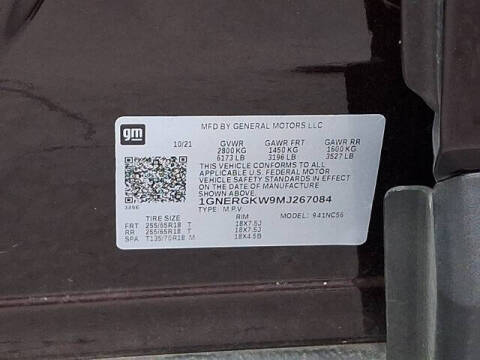 gm
MFD BY GENERAL MOTORS LLC
10/21 GVWR GAWR FRT GAWR RR
2800 KG 1450 KG 1600 KG
6173 LB 3196 LB 3527 LB
THIS VEHICLE CONFORMS TO ALL
APPLICABLE U.S. FEDERAL MOTOR
VEHICLE SAFETY STANDARDS IN EFFECT
ON THE DATE OF MANUFACTURE
SHOWN ABOVE.
1GNERGKW9MJ267084
TYPE: M.P.V. MODEL: 941NC56
TIRE SIZE RIM
FRT 255/65R18 T 18X7.5J
RR 255/65R18 T 18X7.5J
SPA T135/70R18 M 18X4.5B